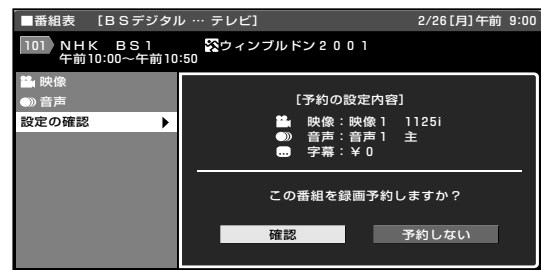 ■番組表 [BSデジタル … テレビ] 2/26[月]午前 9:00
101 NHK BS1 ウィンブルドン2001
午前10:00~午前10:50
映像
音声
設定の確認 ▶
[予約の設定内容]
映像:映像1 1125i
音声:音声1 主
字幕:¥0
この番組を録画予約しますか?
確認 予約しない